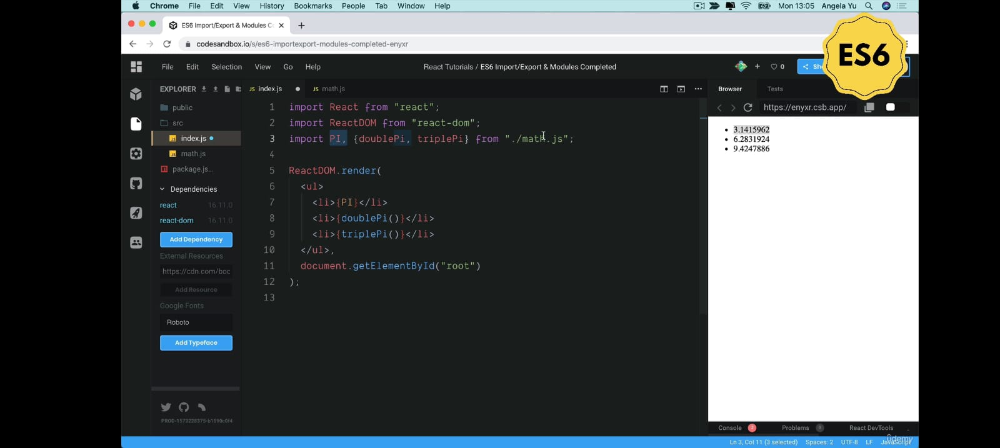 Chrome File Edit View History Bookmarks People Tab Window Help Mon 13:05 Angela Yu
ES6 Import/Export & Modules C
codesandbox.io/s/es6-importexport-modules-completed-enyxr
ES6
File Edit Selection View Go Help React Tutorials / ES6 Import/Export & Modules Completed 0 Sh
EXPLORER
public
src
index.js
math.js
package.js...
Dependencies
react 16.11.0
react-dom 16.11.0
Add Dependency
External Resources
https://cdn.com/boo
Add Resource
Google Fonts
Roboto
Add Typeface
PROD-1573228375-b1590c0f4
JS index.js JS math.js
1 import React from "react";
2 import ReactDOM from "react-dom";
3 import PI, {doublePi, triplePi} from "./math.js";
4
5 ReactDOM.render(
6 <ul>
7 <li>{PI}</li>
8 <li>{doublePi()}</li>
9 <li>{triplePi()}</li>
10 </ul>,
11 document.getElementById("root")
12 );
13
Browser Tests
https://enyxr.csb.app/
3.1415962
6.2831924
9.4247886
Console 2 Problems 0 React DevTools
Ln 3, Col 11 (3 selected) Spaces: 2 UTF-8 LF JavaScript
ûdemy